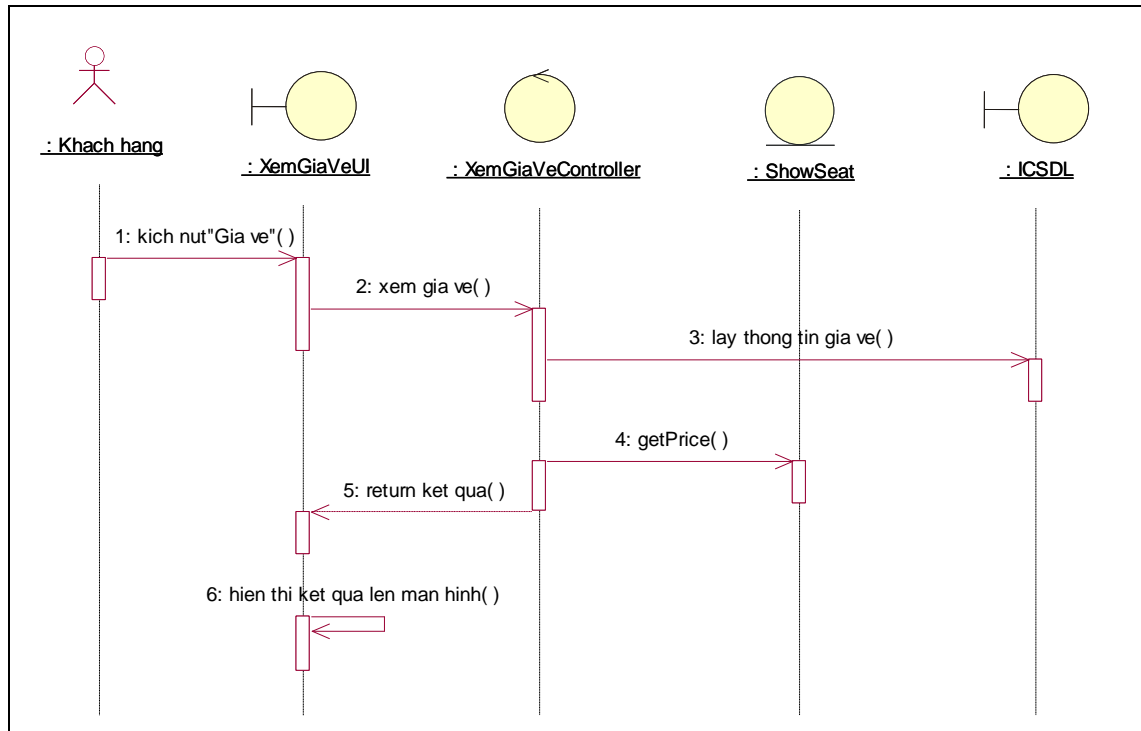 : Khach hang
: XemGiaVeUI
: XemGiaVeController
: ShowSeat
: ICSDL
1: kich nut"Gia ve"( )
2: xem gia ve( )
3: lay thong tin gia ve( )
4: getPrice( )
5: return ket qua( )
6: hien thi ket qua len man hinh( )